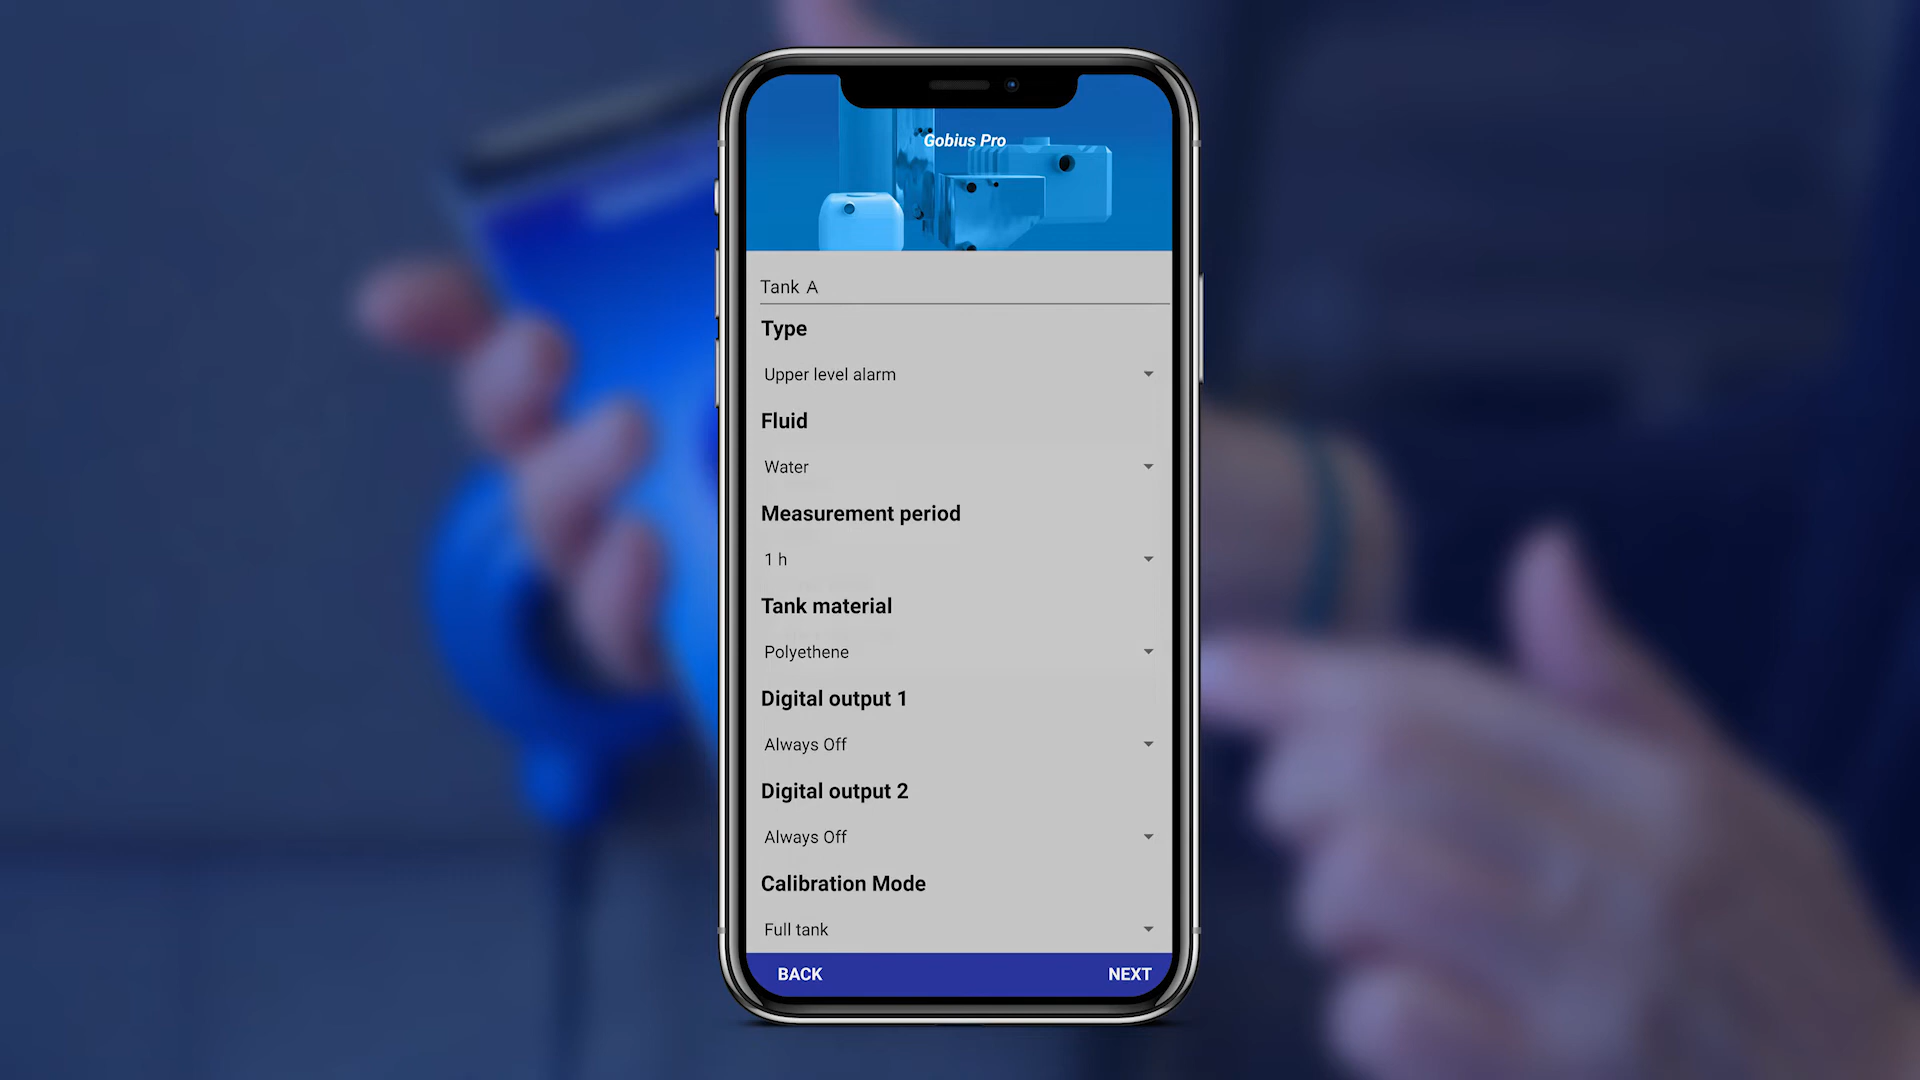 Gobius Pro
Tank A
Type
Upper level alarm
Fluid
Water
Measurement period
1 h
Tank material
Polyethene
Digital output 1
Always Off
Digital output 2
Always Off
Calibration Mode
Full tank
BACK
NEXT